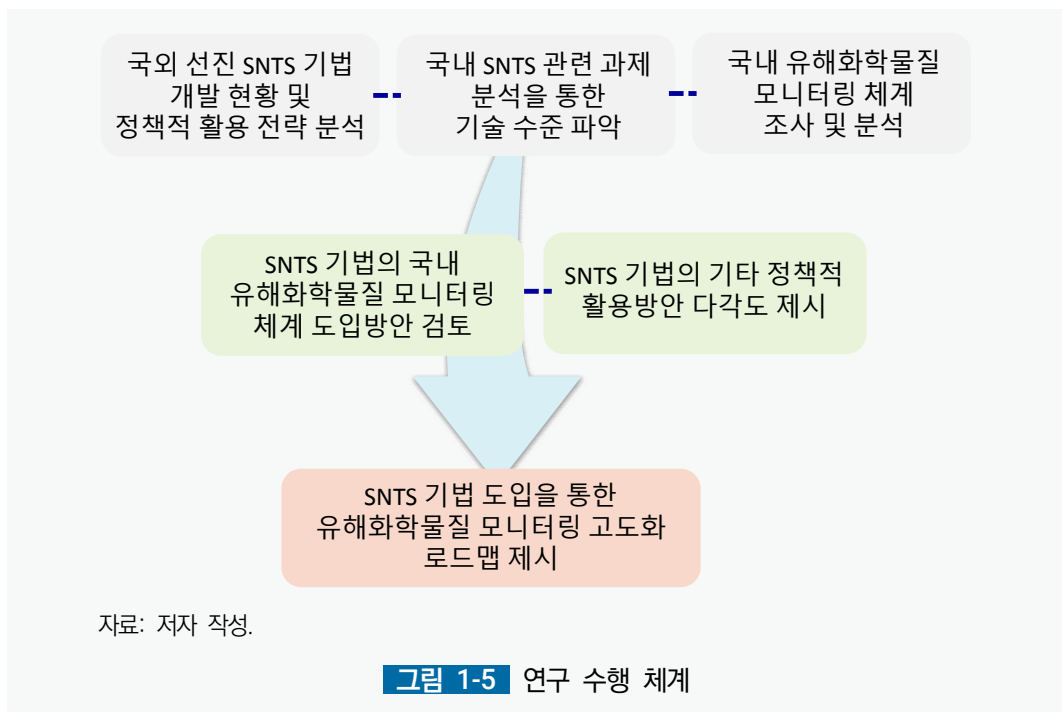 국외 선진 SNTS 기법
개발 현황 및
정책적 활용 전략 분석
국내 SNTS 관련 과제
분석을 통한
기술 수준 파악
국내 유해화학물질
모니터링 체계
조사 및 분석
SNTS 기법의 국내
유해화학물질 모니터링
체계 도입방안 검토
SNTS 기법의 기타 정책적
활용방안 다각도 제시
SNTS 기법 도입을 통한
유해화학물질 모니터링 고도화
로드맵 제시
자료: 저자 작성.
그림 1-5 연구 수행 체계